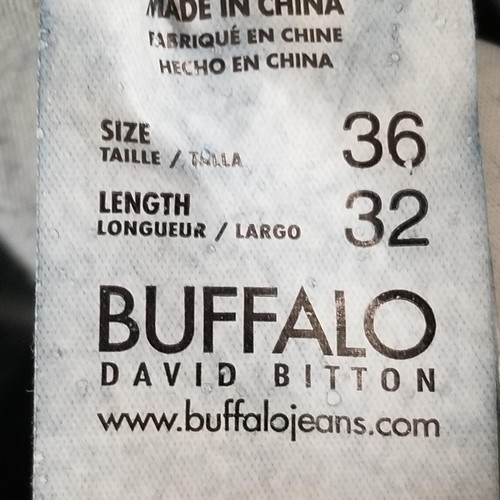 MADE IN CHINA
FABRIQUÉ EN CHINE
HECHO EN CHINA
SIZE 36
TAILLE / TALLA
LENGTH 32
LONGUEUR / LARGO
BUFFALO
DAVID BITTON
www.buffalojeans.com